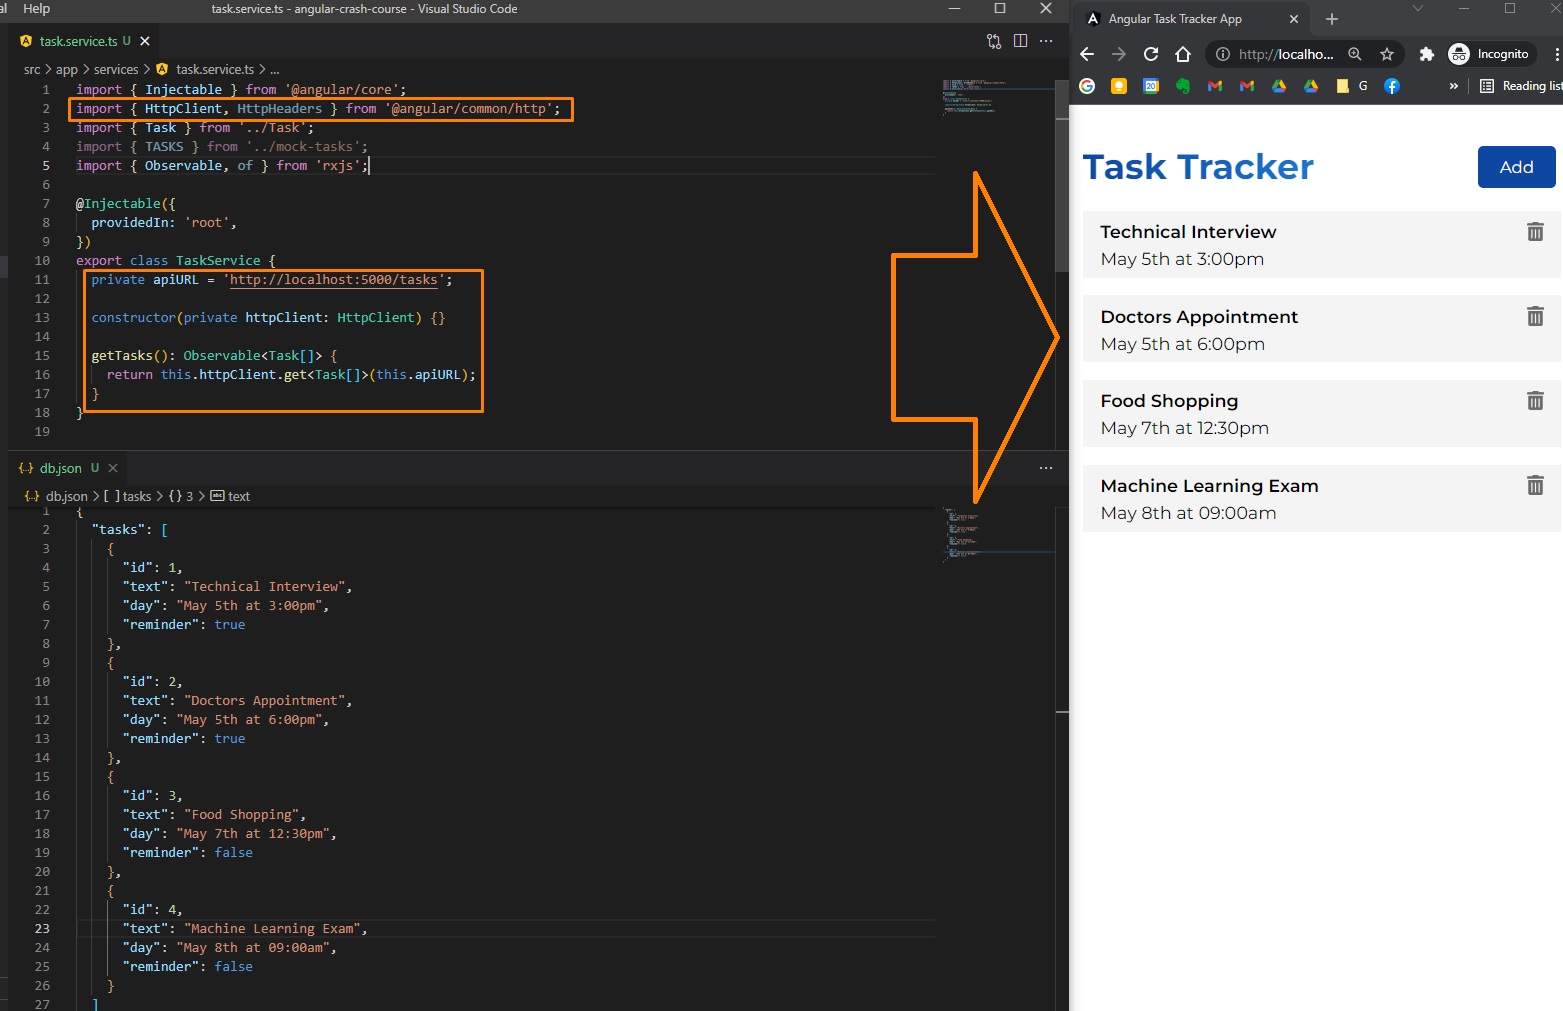 al Help
task.service.ts - angular-crash-course - Visual Studio Code
task.service.ts U
src > app > services > task.service.ts > ...
1 import { Injectable } from '@angular/core';
2 import { HttpClient, HttpHeaders } from '@angular/common/http';
3 import { Task } from '../Task';
4 import { TASKS } from '../mock-tasks';
5 import { Observable, of } from 'rxjs';
6
7 @Injectable({
8 providedIn: 'root',
9 })
10 export class TaskService {
11 private apiURL = 'http://localhost:5000/tasks';
12
13 constructor(private httpClient: HttpClient) {}
14
15 getTasks(): Observable<Task[]> {
16 return this.httpClient.get<Task[]>(this.apiURL);
17 }
18 }
19
db.json U
{..} db.json > [ ] tasks > {} 3 > abc text
1 {
2 "tasks": [
3 {
4 "id": 1,
5 "text": "Technical Interview",
6 "day": "May 5th at 3:00pm",
7 "reminder": true
8 },
9 {
10 "id": 2,
11 "text": "Doctors Appointment",
12 "day": "May 5th at 6:00pm",
13 "reminder": true
14 },
15 {
16 "id": 3,
17 "text": "Food Shopping",
18 "day": "May 7th at 12:30pm",
19 "reminder": false
20 },
21 {
22 "id": 4,
23 "text": "Machine Learning Exam",
24 "day": "May 8th at 09:00am",
25 "reminder": false
26 }
27 ]
Angular Task Tracker App
http://localho...
Incognito
20
G
» Reading list
Task Tracker
Add
Technical Interview
May 5th at 3:00pm
Doctors Appointment
May 5th at 6:00pm
Food Shopping
May 7th at 12:30pm
Machine Learning Exam
May 8th at 09:00am